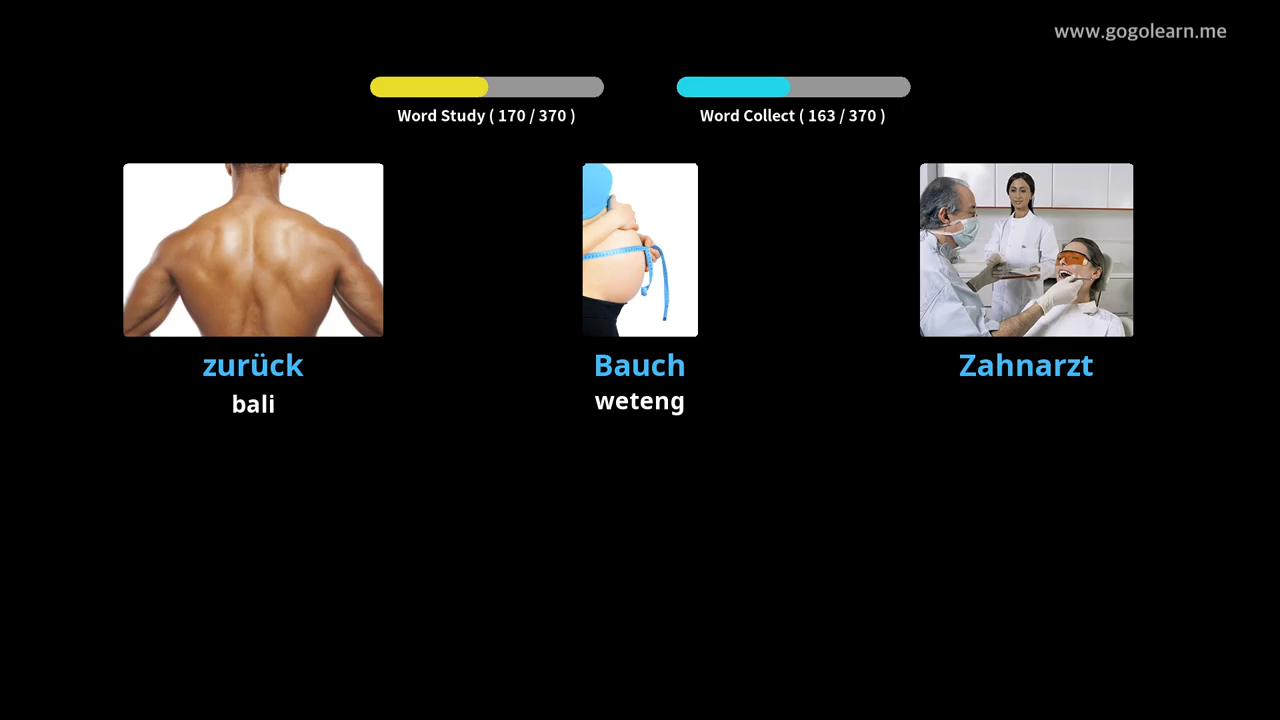 www.gogolearn.me
Word Study ( 170 / 370 )
Word Collect ( 163 / 370 )
zurück
bali
Bauch
weteng
Zahnarzt